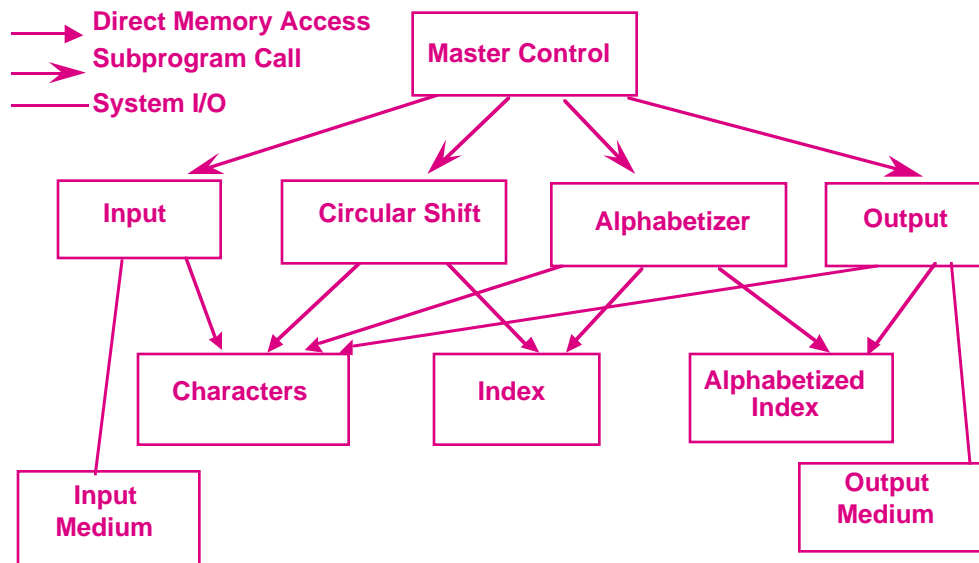 Direct Memory Access
Subprogram Call
System I/O
Master Control
Input
Circular Shift
Alphabetizer
Output
Characters
Index
Alphabetized
Index
Input
Medium
Output
Medium